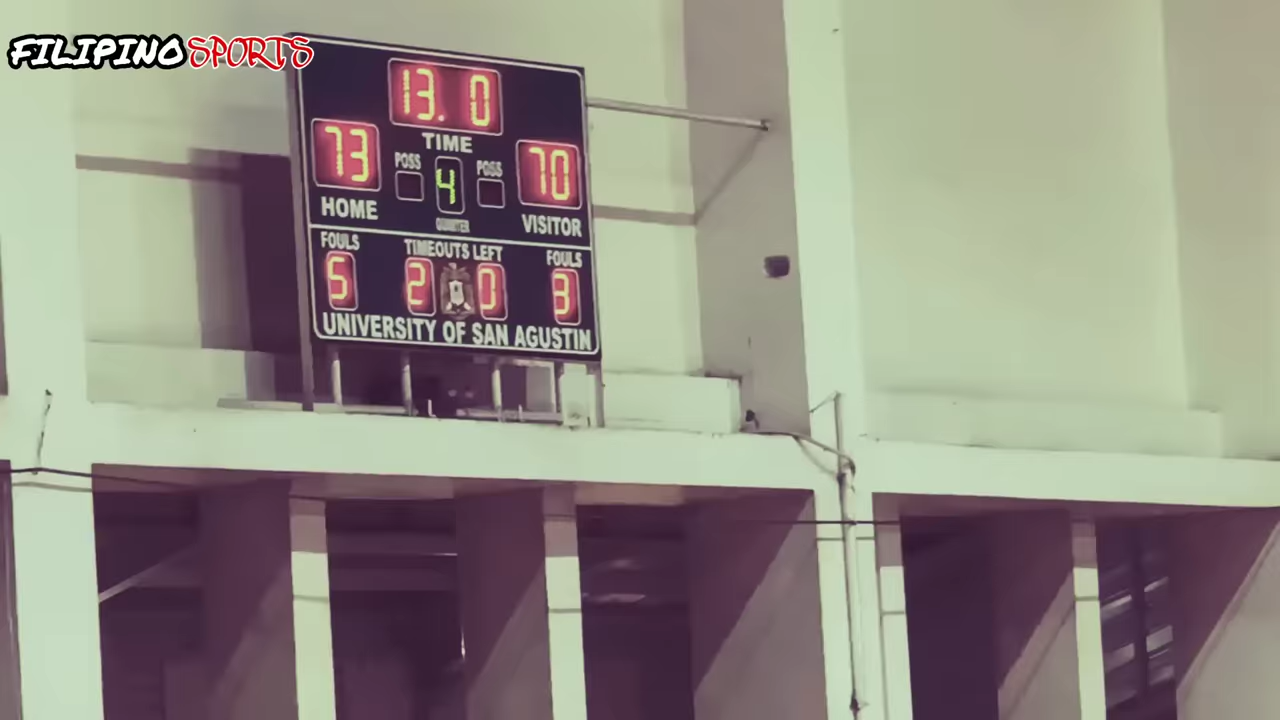 FILIPINO SPORTS
13. 0
TIME
73 POSS 4 POSS 70
HOME QUARTER VISITOR
FOULS TIMEOUTS LEFT FOULS
5 2 0 3
UNIVERSITY OF SAN AGUSTIN